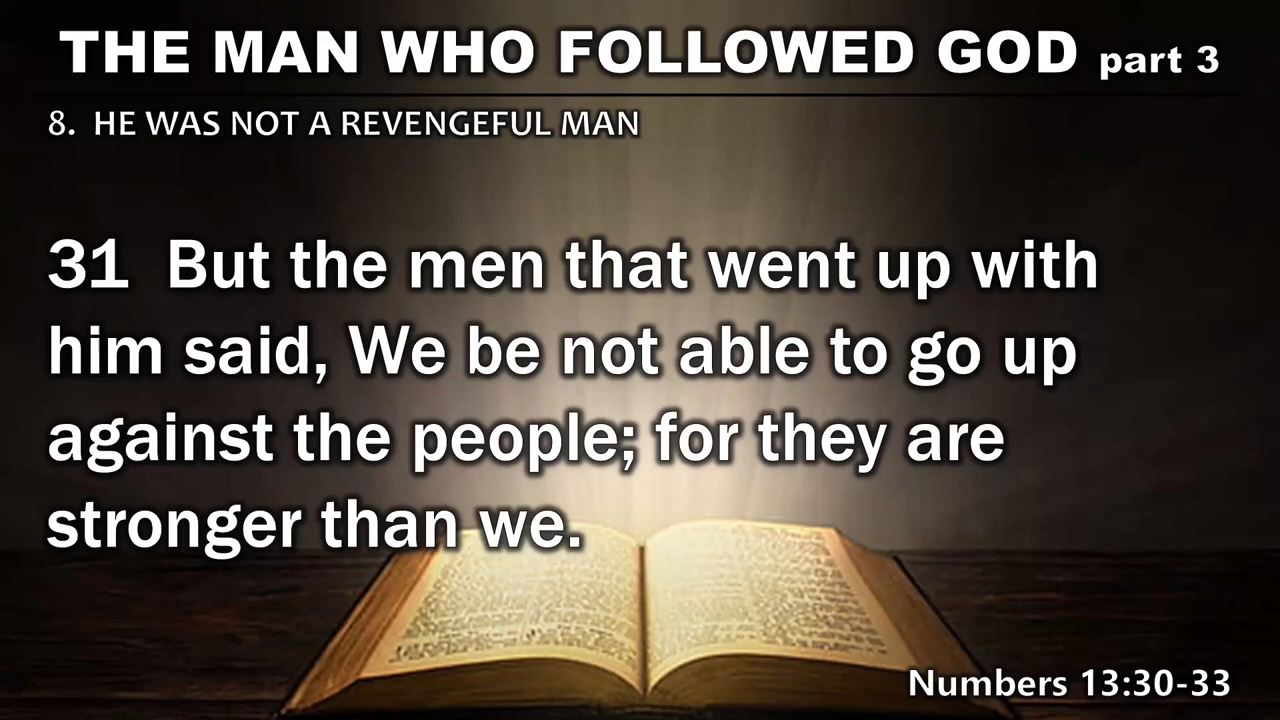 THE MAN WHO FOLLOWED GOD part 3
8. HE WAS NOT A REVENGEFUL MAN
31 But the men that went up with
him said, We be not able to go up
against the people; for they are
stronger than we.
Numbers 13:30-33